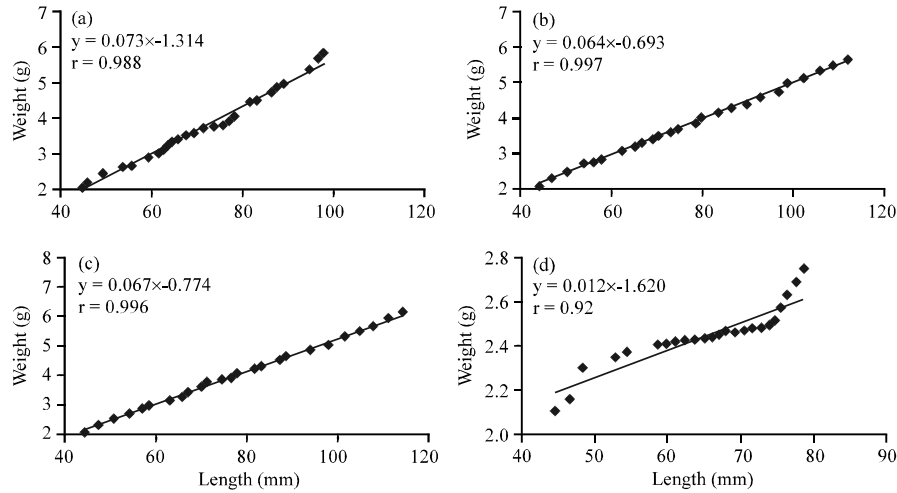 (a)
y = 0.073×-1.314
r = 0.988
Weight (g)
6
5
4
3
2
40 60 80 100 120
(b)
y = 0.064×-0.693
r = 0.997
Weight (g)
6
5
4
3
2
40 60 80 100 120
(c)
y = 0.067×-0.774
r = 0.996
Weight (g)
8
7
6
5
4
3
2
40 60 80 100 120
Length (mm)
(d)
y = 0.012×-1.620
r = 0.92
Weight (g)
2.8
2.6
2.4
2.2
2.0
40 50 60 70 80 90
Length (mm)